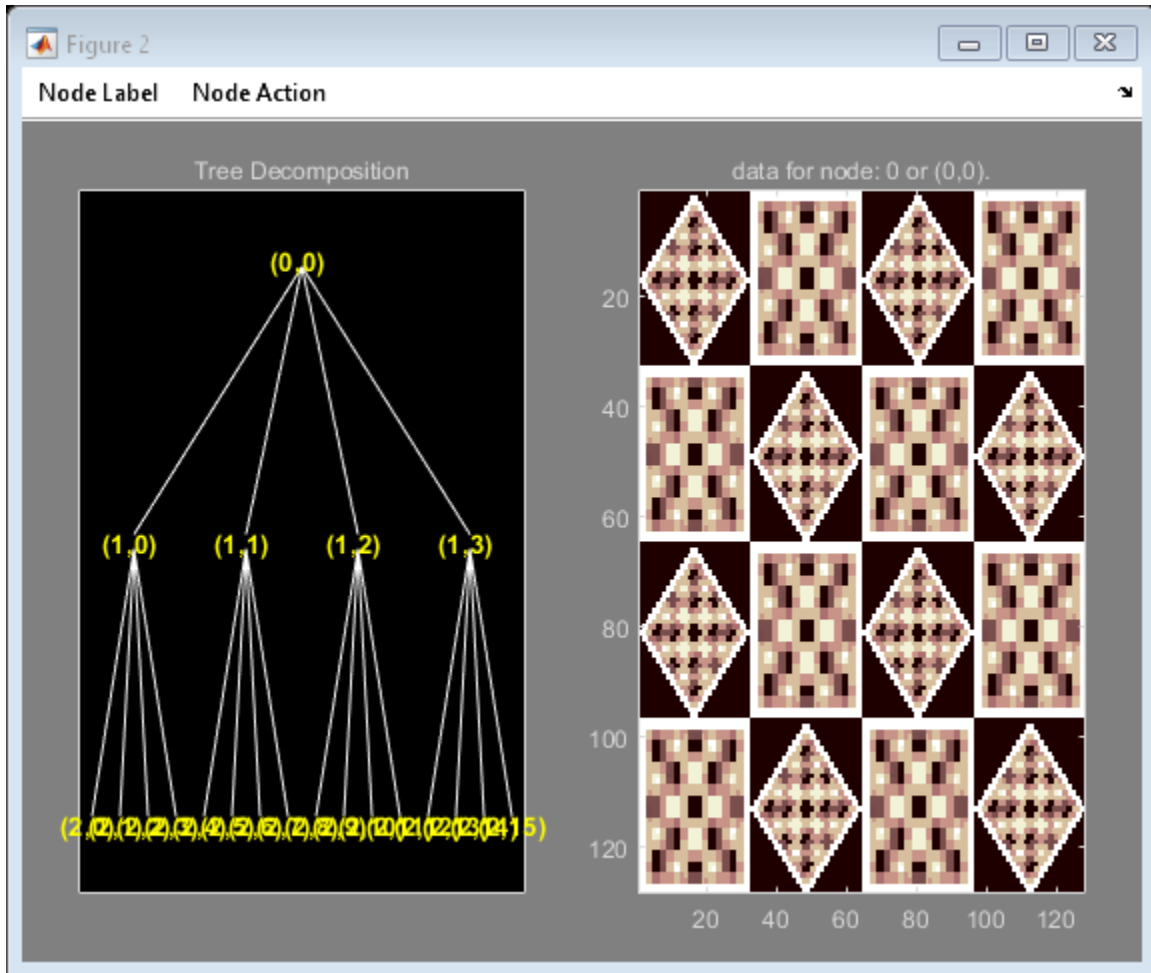 Figure 2
Node Label Node Action
Tree Decomposition
(0,0)
(1,0) (1,1) (1,2) (1,3)
data for node: 0 or (0,0).
20
40
60
80
100
120
20 40 60 80 100 120